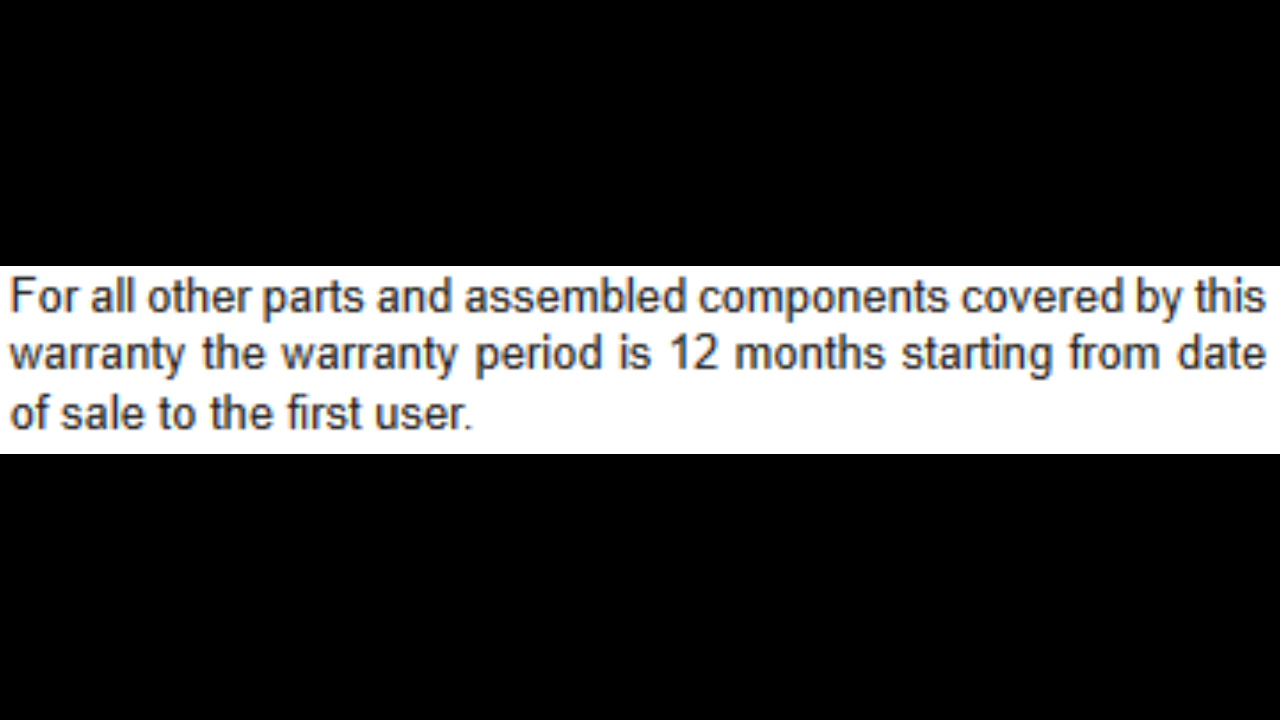 For all other parts and assembled components covered by this
warranty the warranty period is 12 months starting from date
of sale to the first user.